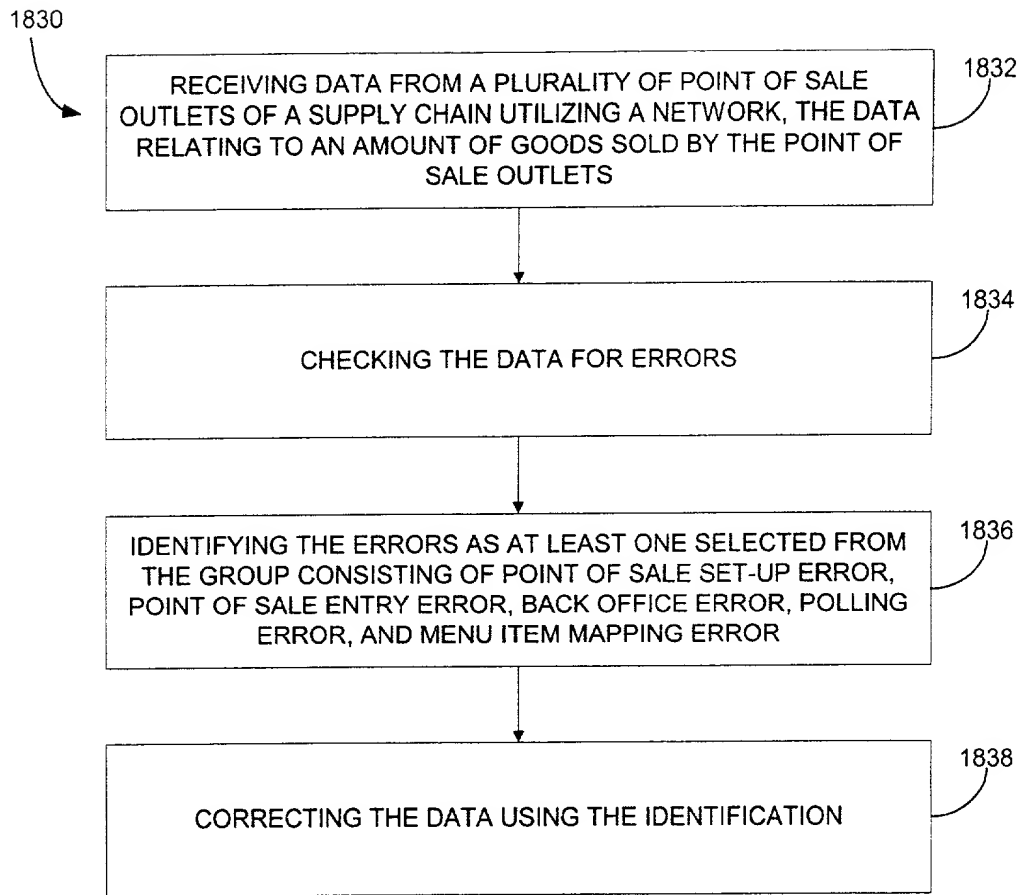 1830
RECEIVING DATA FROM A PLURALITY OF POINT OF SALE
OUTLETS OF A SUPPLY CHAIN UTILIZING A NETWORK, THE DATA
RELATING TO AN AMOUNT OF GOODS SOLD BY THE POINT OF
SALE OUTLETS
1832
CHECKING THE DATA FOR ERRORS
1834
IDENTIFYING THE ERRORS AS AT LEAST ONE SELECTED FROM
THE GROUP CONSISTING OF POINT OF SALE SET-UP ERROR,
POINT OF SALE ENTRY ERROR, BACK OFFICE ERROR, POLLING
ERROR, AND MENU ITEM MAPPING ERROR
1836
CORRECTING THE DATA USING THE IDENTIFICATION
1838